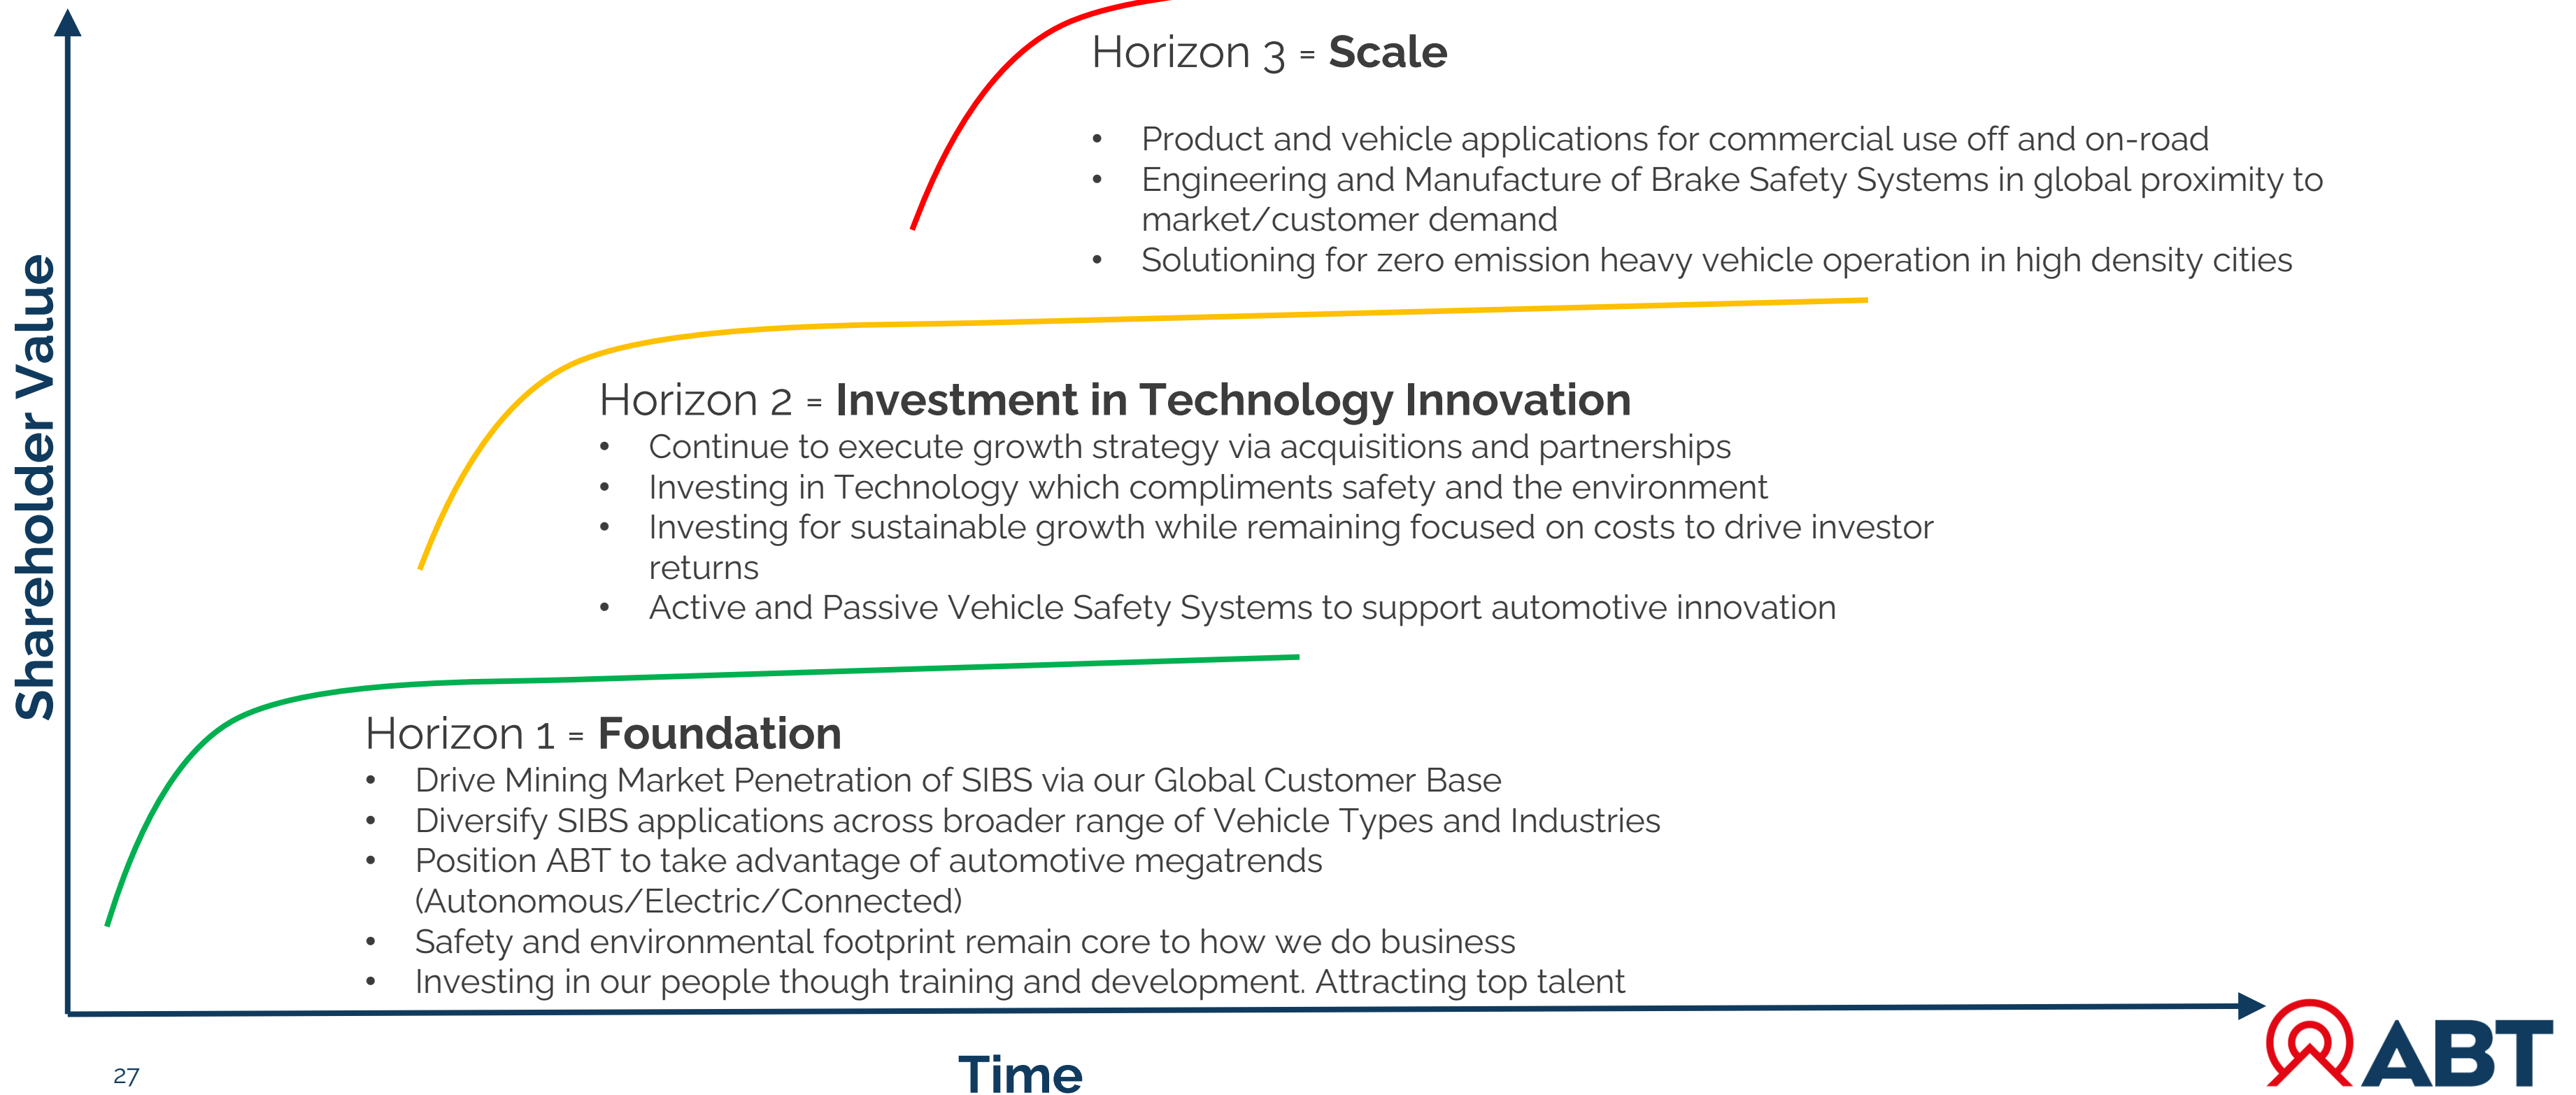 Shareholder Value
Horizon 3 = Scale
• Product and vehicle applications for commercial use off and on-road
• Engineering and Manufacture of Brake Safety Systems in global proximity to
market/customer demand
• Solutioning for zero emission heavy vehicle operation in high density cities
Horizon 2 = Investment in Technology Innovation
• Continue to execute growth strategy via acquisitions and partnerships
• Investing in Technology which compliments safety and the environment
• Investing for sustainable growth while remaining focused on costs to drive investor
returns
• Active and Passive Vehicle Safety Systems to support automotive innovation
Horizon 1 = Foundation
• Drive Mining Market Penetration of SIBS via our Global Customer Base
• Diversify SIBS applications across broader range of Vehicle Types and Industries
• Position ABT to take advantage of automotive megatrends
(Autonomous/Electric/Connected)
• Safety and environmental footprint remain core to how we do business
• Investing in our people though training and development. Attracting top talent
Time
27
ABT